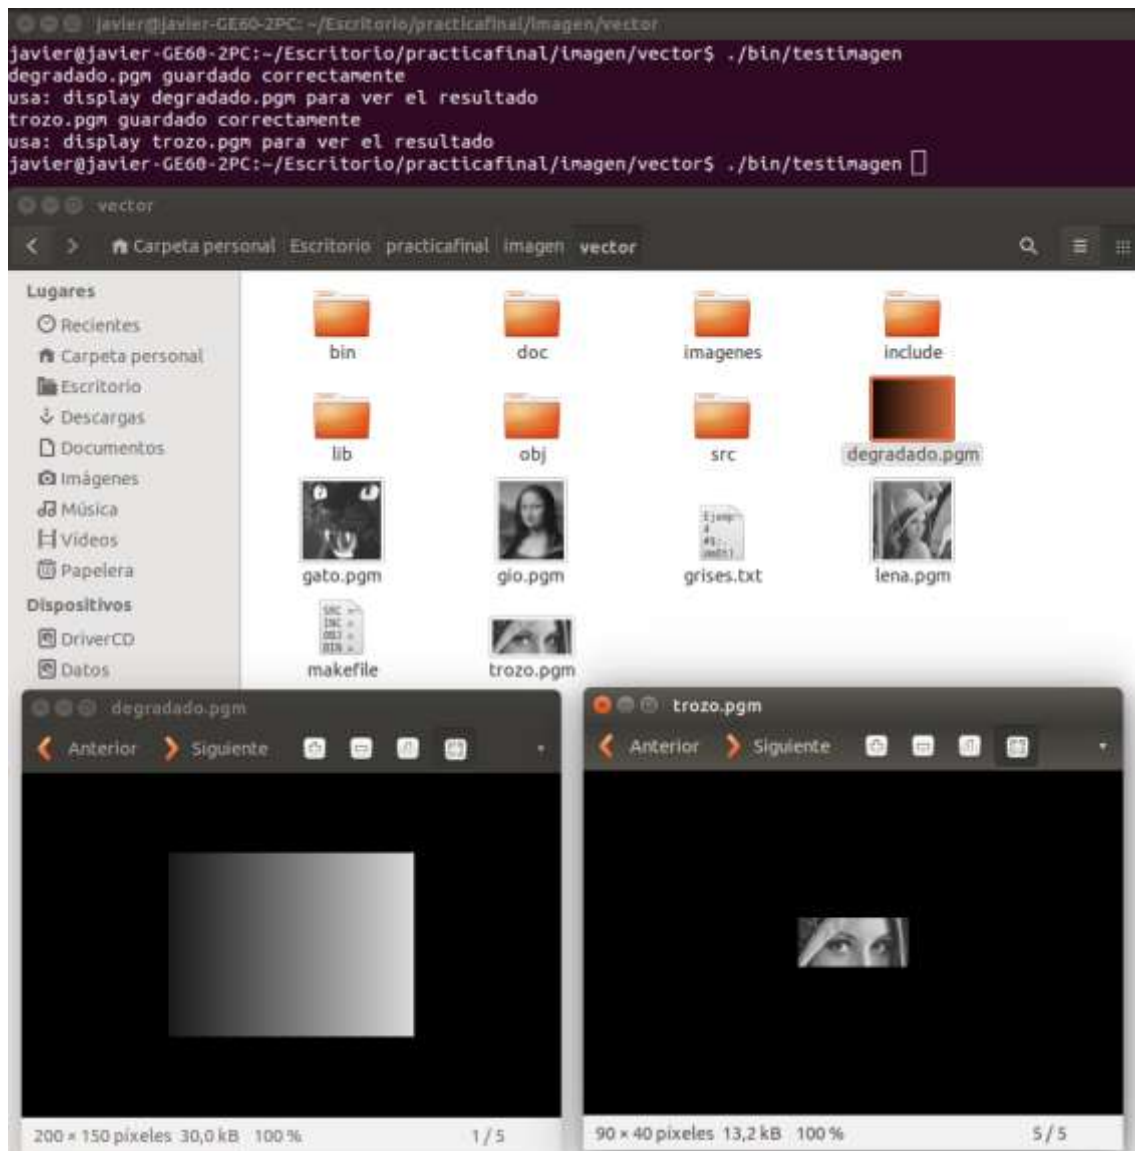 javier@javier-GE60-2PC: ~/Escritorio/practicafinal/imagen/vector
javier@javier-GE60-2PC:~/Escritorio/practicafinal/imagen/vector$ ./bin/testimagen
degradado.pgm guardado correctamente
usa: display degradado.pgm para ver el resultado
trozo.pgm guardado correctamente
usa: display trozo.pgm para ver el resultado
javier@javier-GE60-2PC:~/Escritorio/practicafinal/imagen/vector$ ./bin/testimagen
vector
Carpeta personal Escritorio practicafinal imagen vector
Lugares
Recientes
Carpeta personal
Escritorio
Descargas
Documentos
Imágenes
Música
Vídeos
Papelera
Dispositivos
DriverCD
Datos
bin doc imagenes include
lib obj src degradado.pgm
gato.pgm gio.pgm grises.txt lena.pgm
makefile trozo.pgm
degradado.pgm
Anterior Siguiente
200 × 150 píxeles 30,0 kB 100 % 1 / 5
trozo.pgm
Anterior Siguiente
90 × 40 píxeles 13,2 kB 100 % 5 / 5